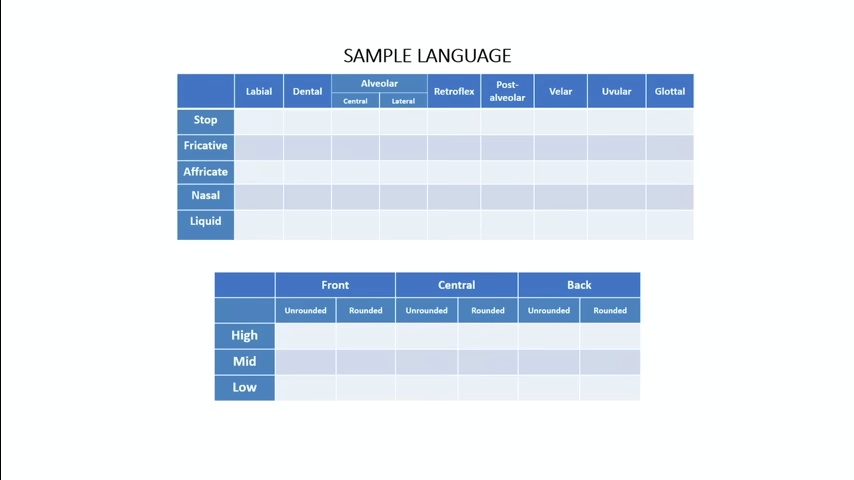 SAMPLE LANGUAGE
Labial Dental Alveolar Retroflex Post-alveolar Velar Uvular Glottal
Central Lateral
Stop
Fricative
Affricate
Nasal
Liquid
Front Central Back
Unrounded Rounded Unrounded Rounded Unrounded Rounded
High
Mid
Low